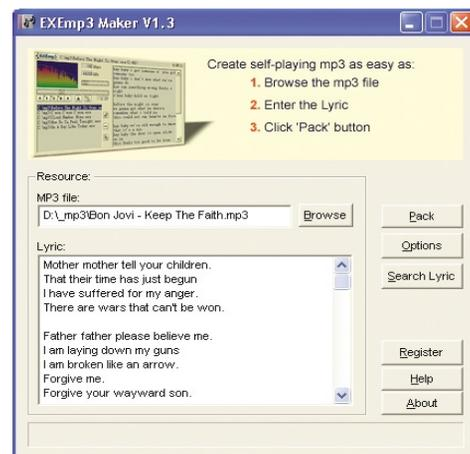 EXEmp3 Maker V1.3
Create self-playing mp3 as easy as:
1. Browse the mp3 file
2. Enter the Lyric
3. Click 'Pack' button
Resource:
MP3 file:
D:\_mp3\Bon Jovi - Keep The Faith.mp3
Browse
Pack
Options
Search Lyric
Lyric:
Mother mother tell your children.
That their time has just begun
I have suffered for my anger.
There are wars that can't be won.
Father father please believe me.
I am laying down my guns
I am broken like an arrow.
Forgive me.
Forgive your wayward son.
Register
Help
About